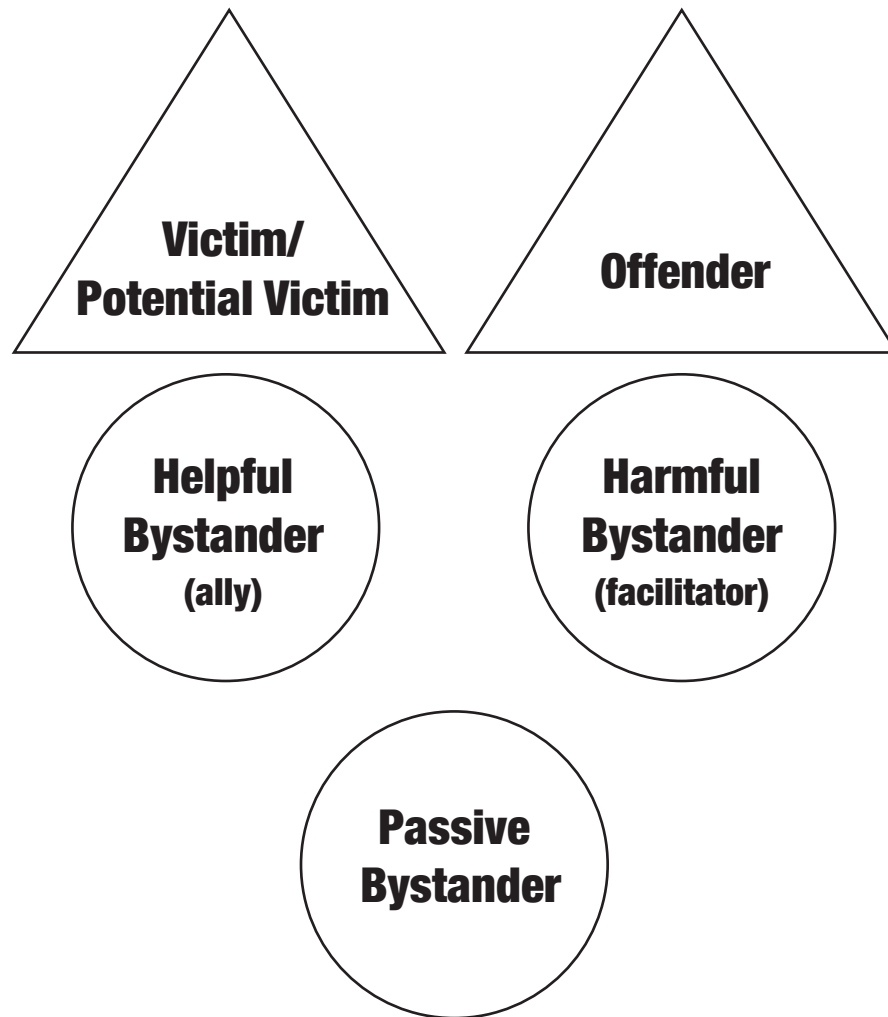 Victim/
Potential Victim
Offender
Helpful
Bystander
(ally)
Harmful
Bystander
(facilitator)
Passive
Bystander